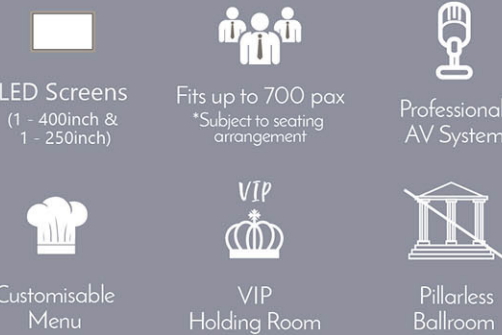 LED Screens
(1 - 400inch &
1 - 250inch)
Fits up to 700 pax
*Subject to seating
arrangement
Professional
AV System
Customisable
Menu
VIP
VIP
Holding Room
Pillarless
Ballroom